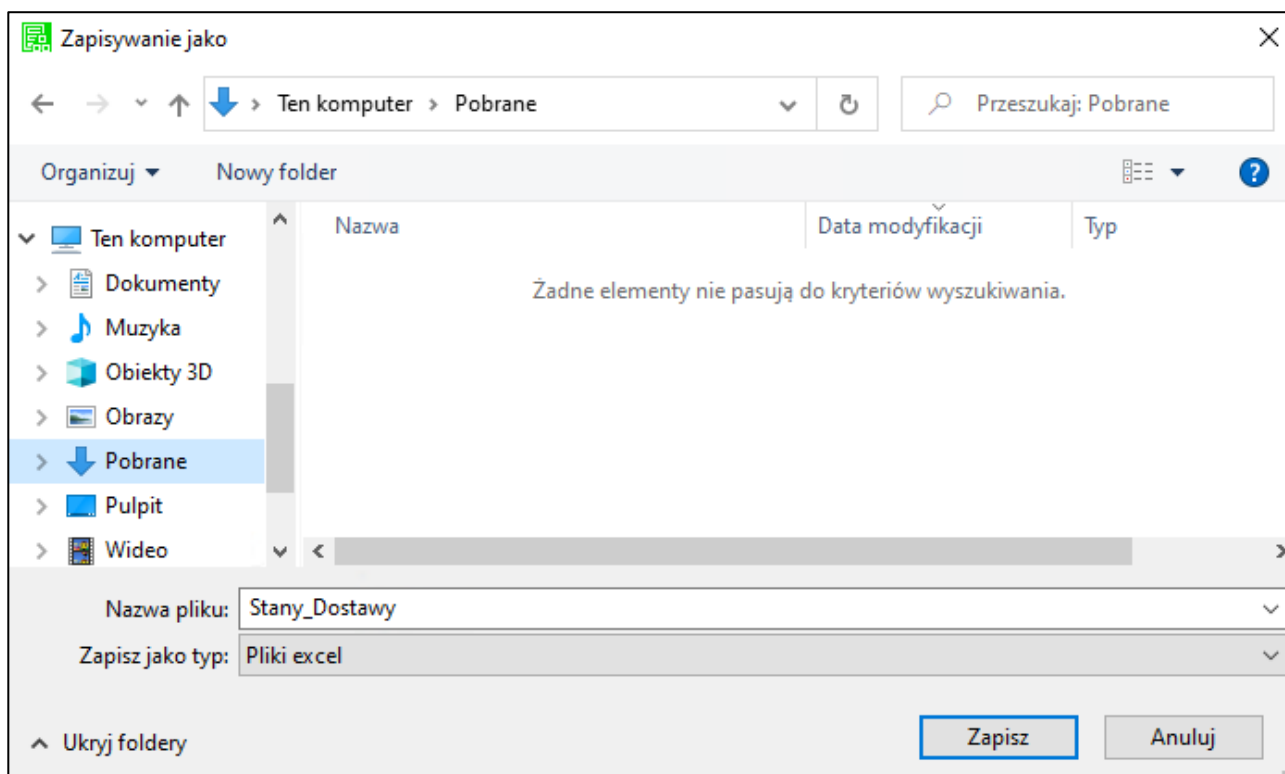 Zapisywanie jako
Ten komputer Pobrane
Przeszukaj: Pobrane
Organizuj Nowy folder
Nazwa Data modyfikacji Typ
Żadne elementy nie pasują do kryteriów wyszukiwania.
Ten komputer
Dokumenty
Muzyka
Obiekty 3D
Obrazy
Pobrane
Pulpit
Wideo
Nazwa pliku: Stany_Dostawy
Zapisz jako typ: Pliki excel
Ukryj foldery Zapisz Anuluj